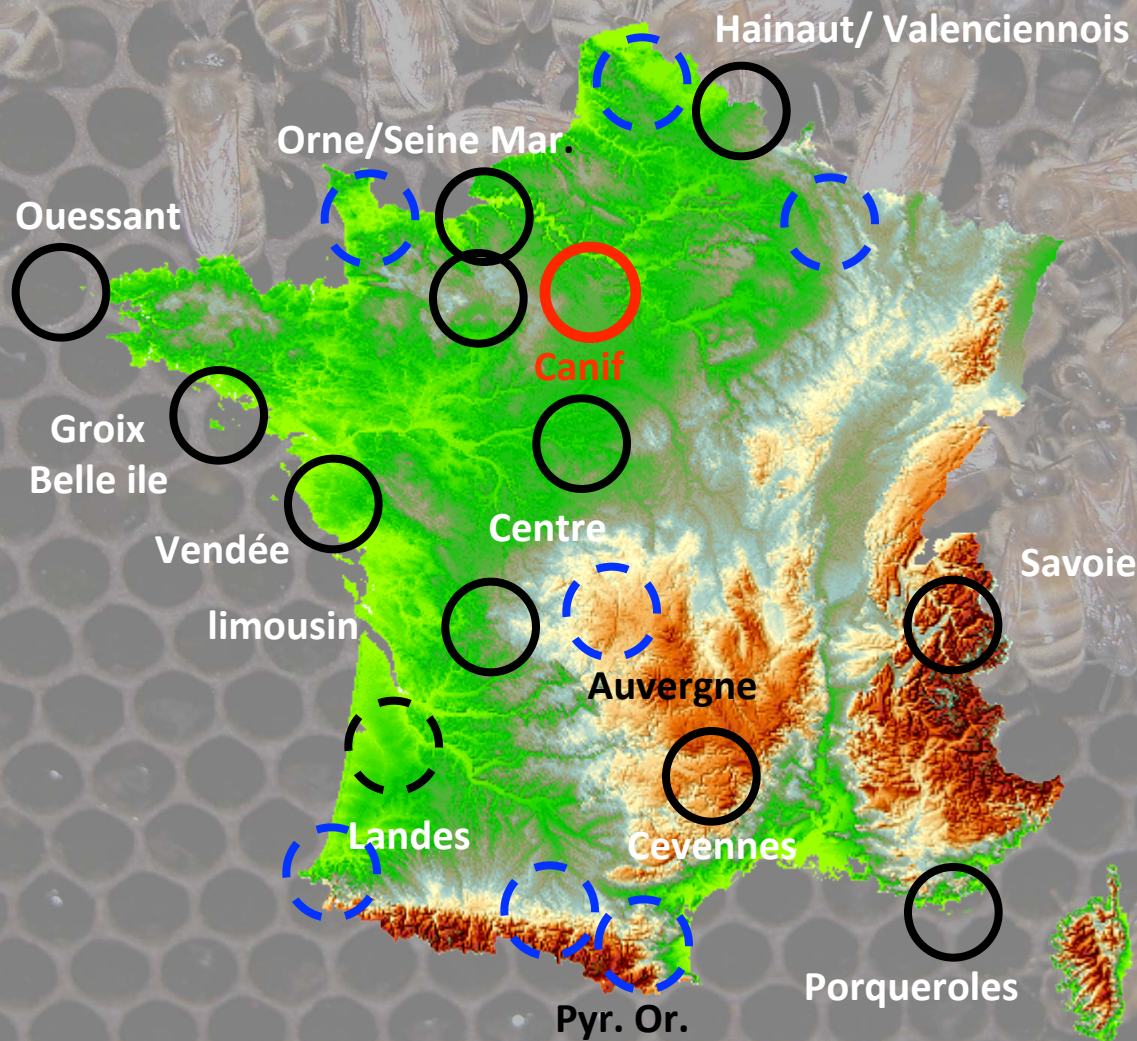 Hainaut/ Valenciennois
Orne/Seine Mar.
Ouessant
Canif
Groix
Belle ile
Vendée
Centre
Savoie
limousin
Auvergne
Landes
Cevennes
Porqueroles
Pyr. Or.